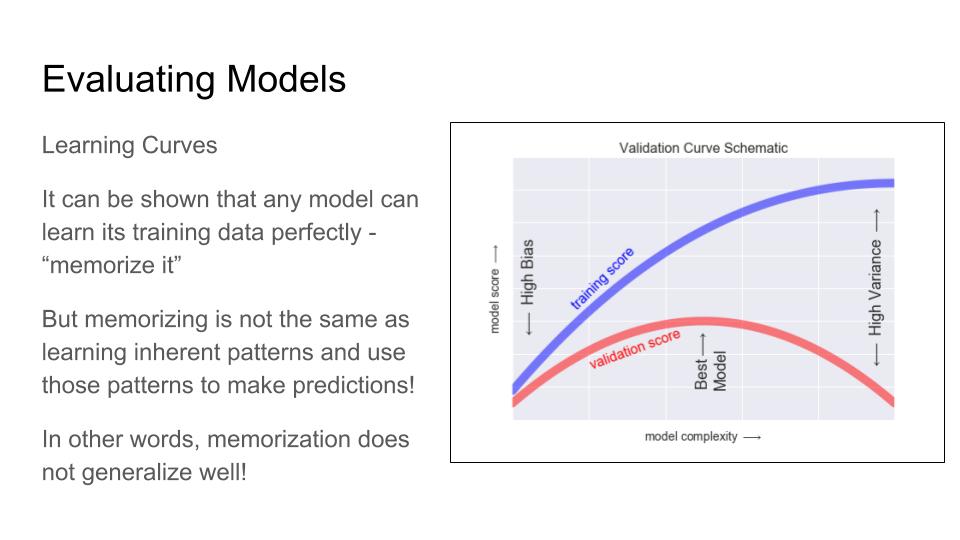 Evaluating Models
Learning Curves
It can be shown that any model can
learn its training data perfectly -
“memorize it”
But memorizing is not the same as
learning inherent patterns and use
those patterns to make predictions!
In other words, memorization does
not generalize well!
Validation Curve Schematic
model score ⟶
⟵ High Bias
training score
validation score
Best ⟶
Model
⟵ High Variance ⟶
model complexity ⟶